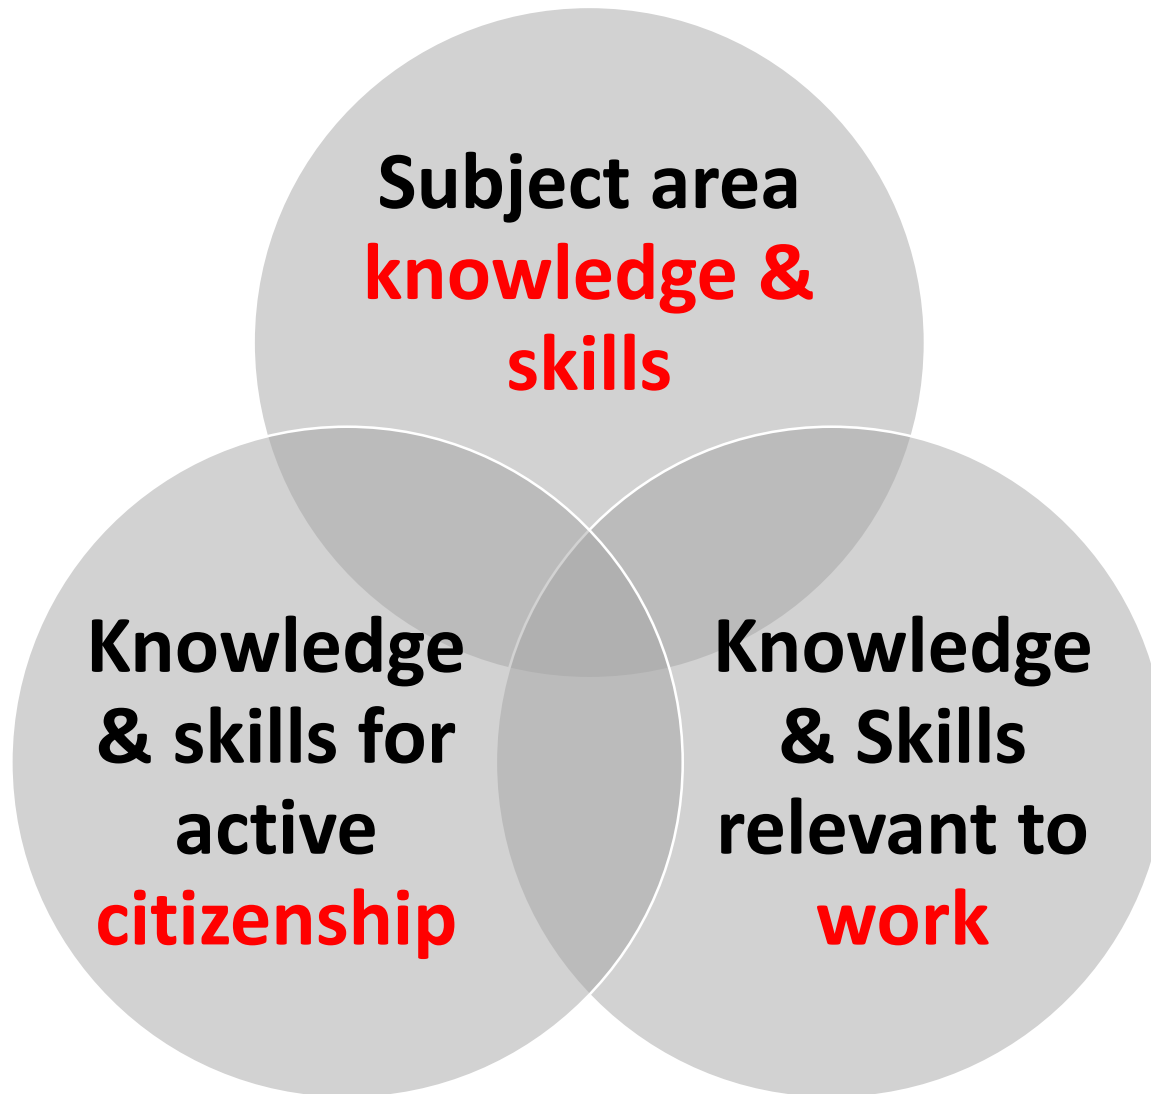 Subject area
knowledge &
skills
Knowledge
& skills for
active
citizenship
Knowledge
& Skills
relevant to
work